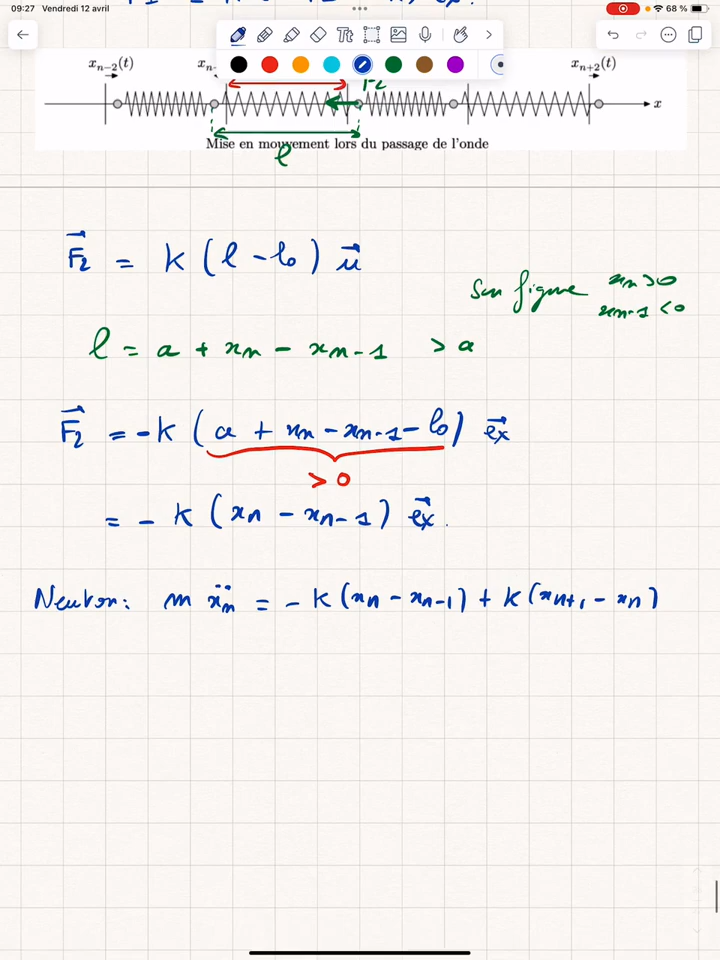 09:27 Vendredi 12 avril 68 %
x_{n−2}(t) x_{n-} x_{n+2}(t)
F2
x
Mise en mouvement lors du passage de l'onde
l
F₂ = k (l - l₀) u
Sur figure xn > 0
xn-1 < 0
l = a + xn - xn-1 > a
F₂ = -k (a + xn - xn-1 - l₀) ex
> 0
= - k (xn - xn-1) ex.
Newton: m ẍn = - k (xn - xn-1) + k (xn+1 - xn)